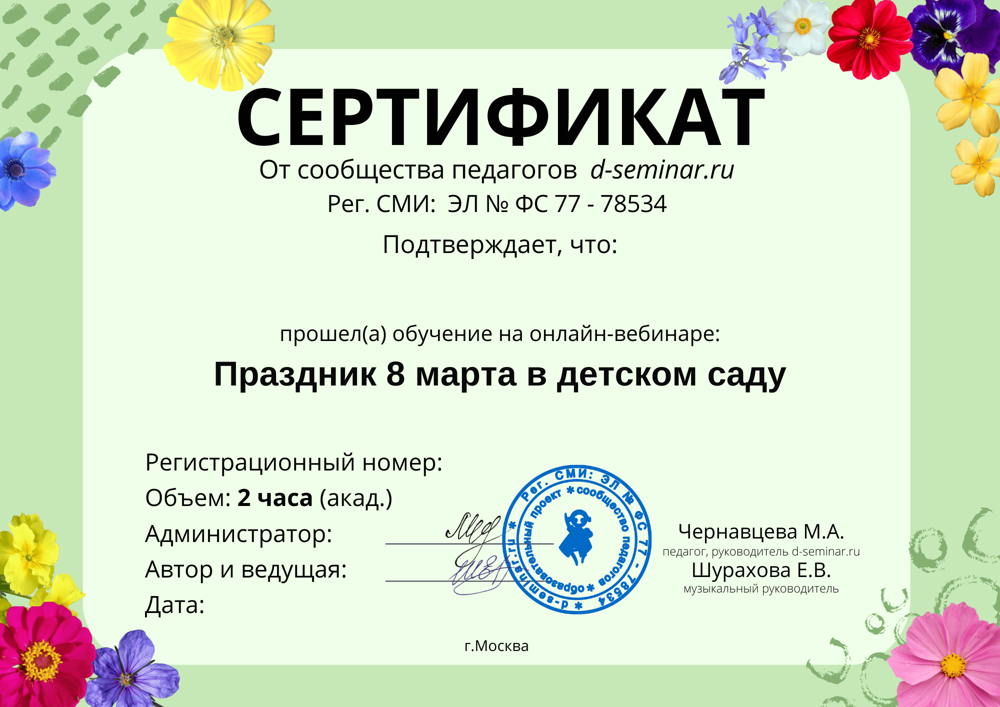 СЕРТИФИКАТ
От сообщества педагогов d-seminar.ru
Рег. СМИ: ЭЛ № ФС 77 - 78534
Подтверждает, что:
прошел(а) обучение на онлайн-вебинаре:
Праздник 8 марта в детском саду
Регистрационный номер:
Объем: 2 часа (акад.)
Администратор:
Автор и ведущая:
Дата:
Рег. СМИ: ЭЛ № ФС 77 - 78534 * d-seminar.ru *
*сообщество педагогов * образовательный проект
Чернавцева М.А.
педагог, руководитель d-seminar.ru
Шурахова Е.В.
музыкальный руководитель
г.Москва